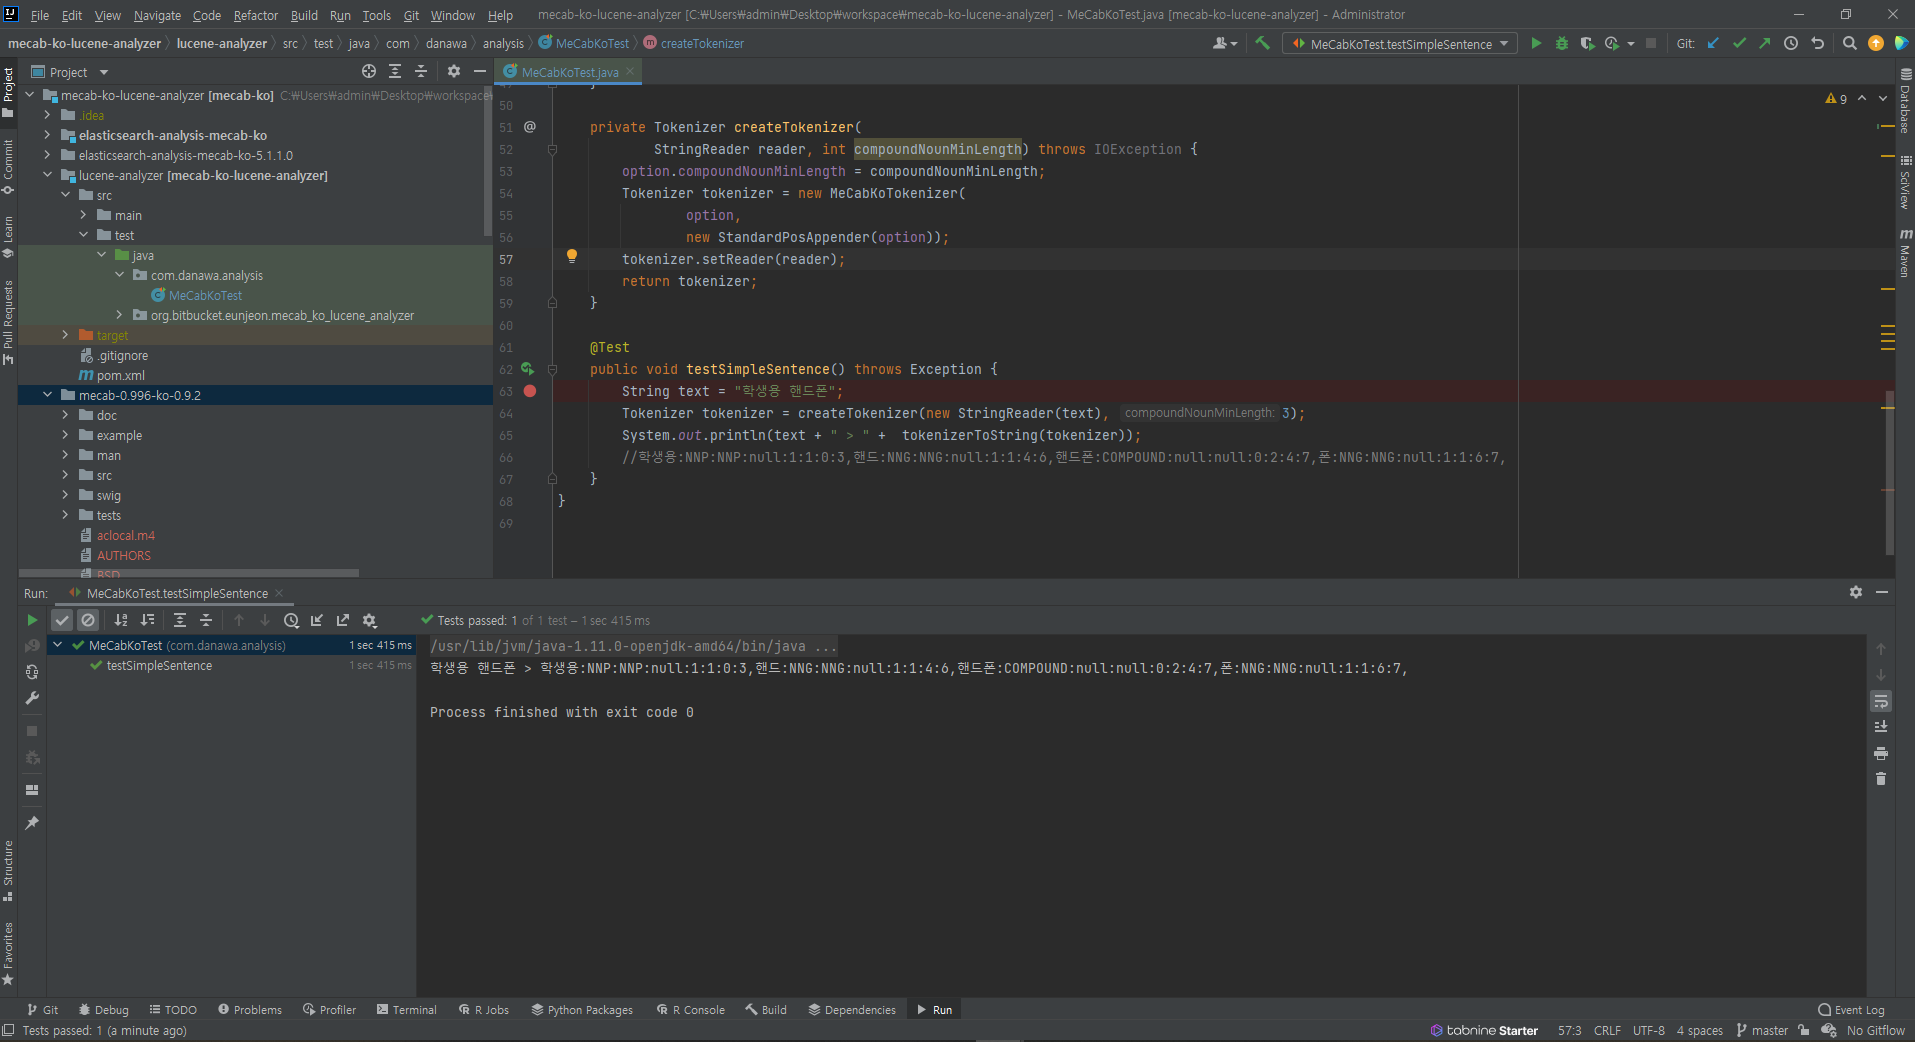 File Edit View Navigate Code Refactor Build Run Tools Git Window Help mecab-ko-lucene-analyzer [C:₩Users₩admin₩Desktop₩workspace₩mecab-ko-lucene-analyzer] - MeCabKoTest.java [mecab-ko-lucene-analyzer] - Administrator
mecab-ko-lucene-analyzer lucene-analyzer src test java com danawa analysis MeCabKoTest createTokenizer MeCabKoTest.testSimpleSentence Git:
Project MeCabKoTest.java
mecab-ko-lucene-analyzer [mecab-ko] C:₩Users₩admin₩Desktop₩workspace₩
.idea
elasticsearch-analysis-mecab-ko
elasticsearch-analysis-mecab-ko-5.1.1.0
lucene-analyzer [mecab-ko-lucene-analyzer]
src
main
test
java
com.danawa.analysis
MeCabKoTest
org.bitbucket.eunjeon.mecab_ko_lucene_analyzer
target
.gitignore
pom.xml
mecab-0.996-ko-0.9.2
doc
example
man
src
swig
tests
aclocal.m4
AUTHORS
BSD
9
50
51 @ private Tokenizer createTokenizer(
52 StringReader reader, int compoundNounMinLength) throws IOException {
53 option.compoundNounMinLength = compoundNounMinLength;
54 Tokenizer tokenizer = new MeCabKoTokenizer(
55 option,
56 new StandardPosAppender(option));
57 tokenizer.setReader(reader);
58 return tokenizer;
59 }
60
61 @Test
62 public void testSimpleSentence() throws Exception {
63 String text = "학생용 핸드폰";
64 Tokenizer tokenizer = createTokenizer(new StringReader(text), compoundNounMinLength: 3);
65 System.out.println(text + " > " + tokenizerToString(tokenizer));
66 //학생용:NNP:NNP:null:1:1:0:3,핸드:NNG:NNG:null:1:1:4:6,핸드폰:COMPOUND:null:null:0:2:4:7,폰:NNG:NNG:null:1:1:6:7,
67 }
68 }
69
Run: MeCabKoTest.testSimpleSentence
Tests passed: 1 of 1 test – 1 sec 415 ms
MeCabKoTest (com.danawa.analysis) 1 sec 415 ms
testSimpleSentence 1 sec 415 ms
/usr/lib/jvm/java-1.11.0-openjdk-amd64/bin/java ...
학생용 핸드폰 > 학생용:NNP:NNP:null:1:1:0:3,핸드:NNG:NNG:null:1:1:4:6,핸드폰:COMPOUND:null:null:0:2:4:7,폰:NNG:NNG:null:1:1:6:7,
Process finished with exit code 0
Project
Commit
Learn
Pull Requests
Structure
Favorites
Database
SciView
Maven
Git Debug TODO Problems Profiler Terminal R Jobs Python Packages R Console Build Dependencies Run Event Log
Tests passed: 1 (a minute ago) tabnine Starter 57:3 CRLF UTF-8 4 spaces master No Gitflow